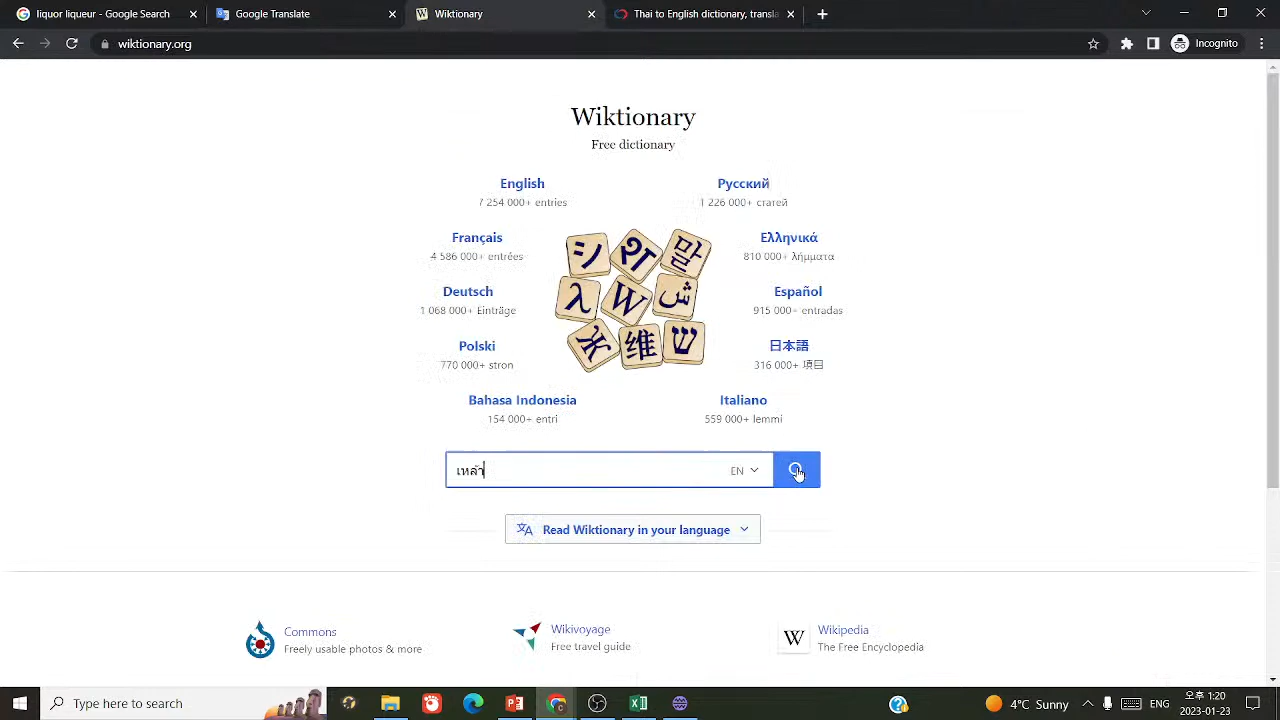 liquor liqueur - Google Search
Google Translate
Wiktionary
Thai to English dictionary, transla
wiktionary.org
Incognito
Wiktionary
Free dictionary
English
7 254 000+ entries
Русский
1 226 000+ статей
Français
4 586 000+ entrées
Ελληνικά
810 000+ λήμματα
Deutsch
1 068 000+ Einträge
Español
915 000+ entradas
Polski
770 000+ stron
日本語
316 000+ 項目
Bahasa Indonesia
154 000+ entri
Italiano
559 000+ lemmi
シ
말
λ
W
ش
维
ש
เหล้า
EN
Read Wiktionary in your language
Commons
Freely usable photos & more
Wikivoyage
Free travel guide
W
Wikipedia
The Free Encyclopedia
Type here to search
4°C Sunny
ENG
오후 1:20
2023-01-23